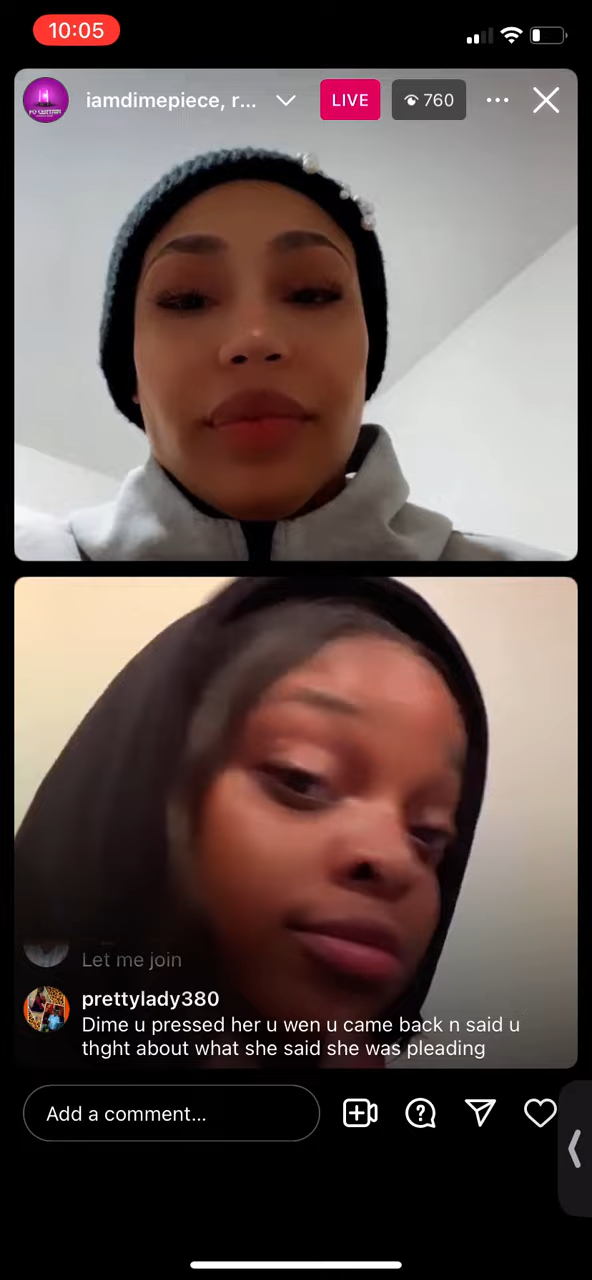 10:05
iamdimepiece, r...
LIVE
760
Let me join
prettylady380
Dime u pressed her u wen u came back n said u
thght about what she said she was pleading
Add a comment...